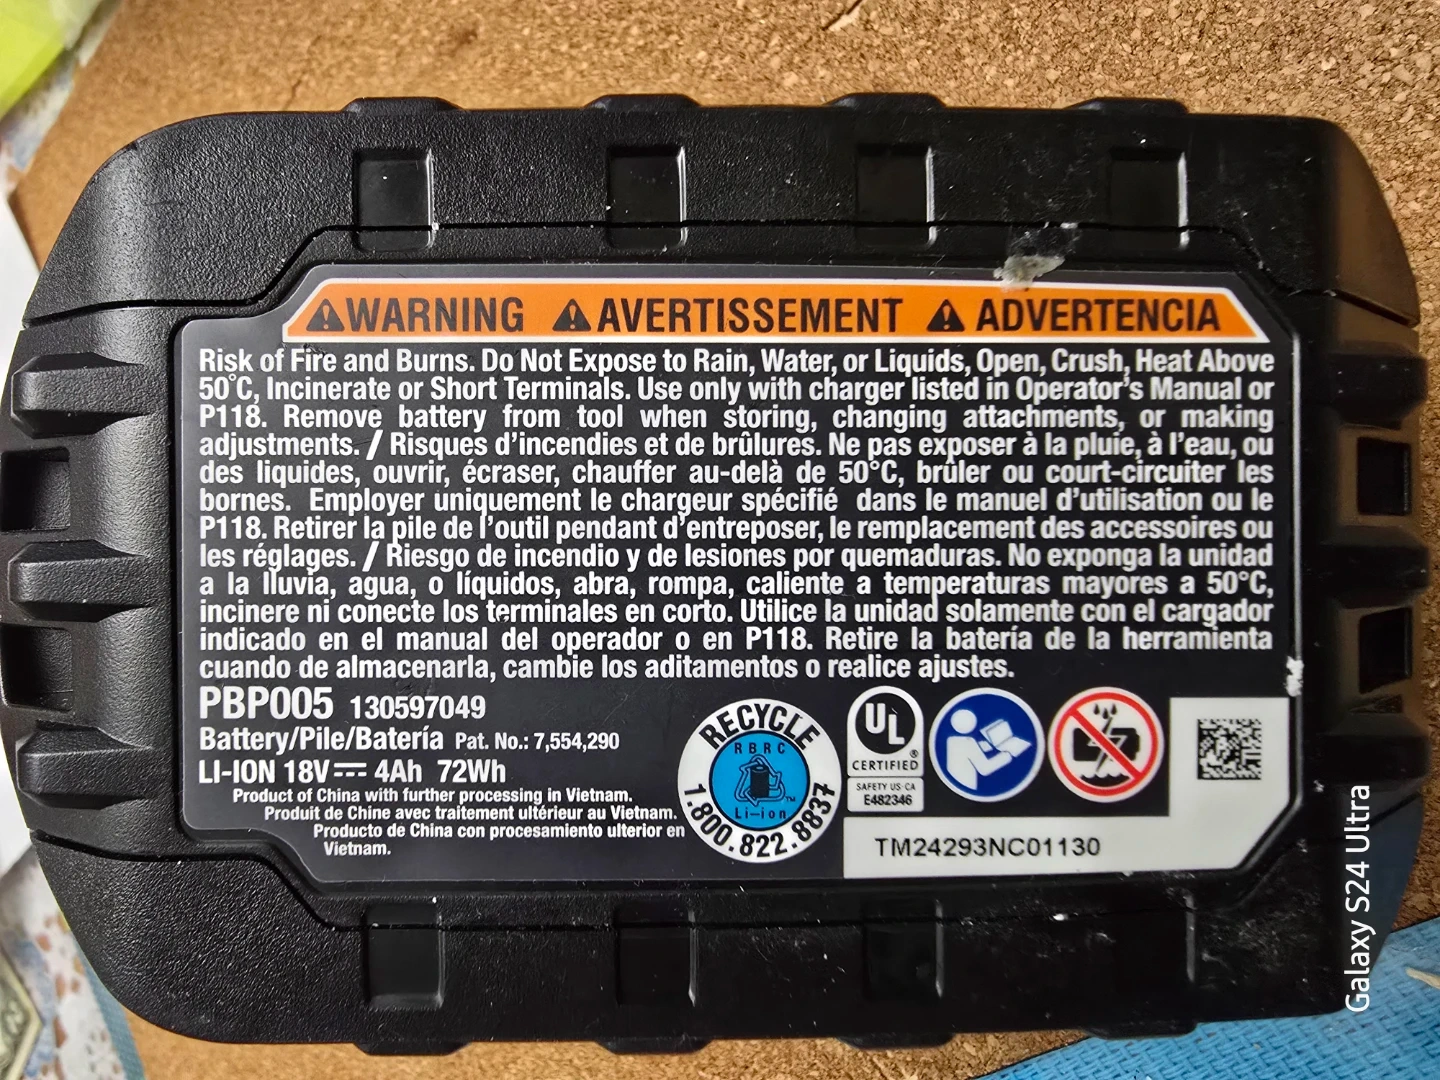 WARNING AVERTISSEMENT ADVERTENCIA
Risk of Fire and Burns. Do Not Expose to Rain, Water, or Liquids, Open, Crush, Heat Above
50°C, Incinerate or Short Terminals. Use only with charger listed in Operator's Manual or
P118. Remove battery from tool when storing, changing attachments, or making
adjustments. / Risques d'incendies et de brûlures. Ne pas exposer à la pluie, à l'eau, ou
des liquides, ouvrir, écraser, chauffer au-delà de 50°C, brûler ou court-circuiter les
bornes. Employer uniquement le chargeur spécifié dans le manuel d'utilisation ou le
P118. Retirer la pile de l'outil pendant d'entreposer, le remplacement des accessoires ou
les réglages. / Riesgo de incendio y de lesiones por quemaduras. No exponga la unidad
a la lluvia, agua, o líquidos, abra, rompa, caliente a temperaturas mayores a 50°C,
incinere ni conecte los terminales en corto. Utilice la unidad solamente con el cargador
indicado en el manual del operador o en P118. Retire la batería de la herramienta
cuando de almacenarla, cambie los aditamentos o realice ajustes.
PBP005 130597049
Battery/Pile/Batería Pat. No.: 7,554,290
LI-ION 18V 4Ah 72Wh
Product of China with further processing in Vietnam.
Produit de Chine avec traitement ultérieur au Vietnam.
Producto de China con procesamiento ulterior en
Vietnam.
RECYCLE
RBRC
TM
Li-ion
1.800.822.8837
UL
®
CERTIFIED
SAFETY US-CA
E482346
TM24293NC01130
Galaxy S24 Ultra